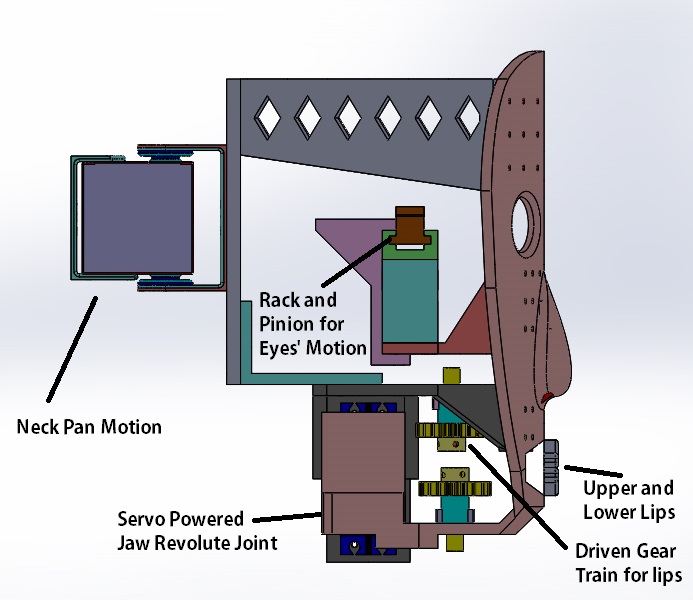 Rack and
Pinion for
Eyes' Motion
Neck Pan Motion
Servo Powered
Jaw Revolute Joint
Upper and
Lower Lips
Driven Gear
Train for lips